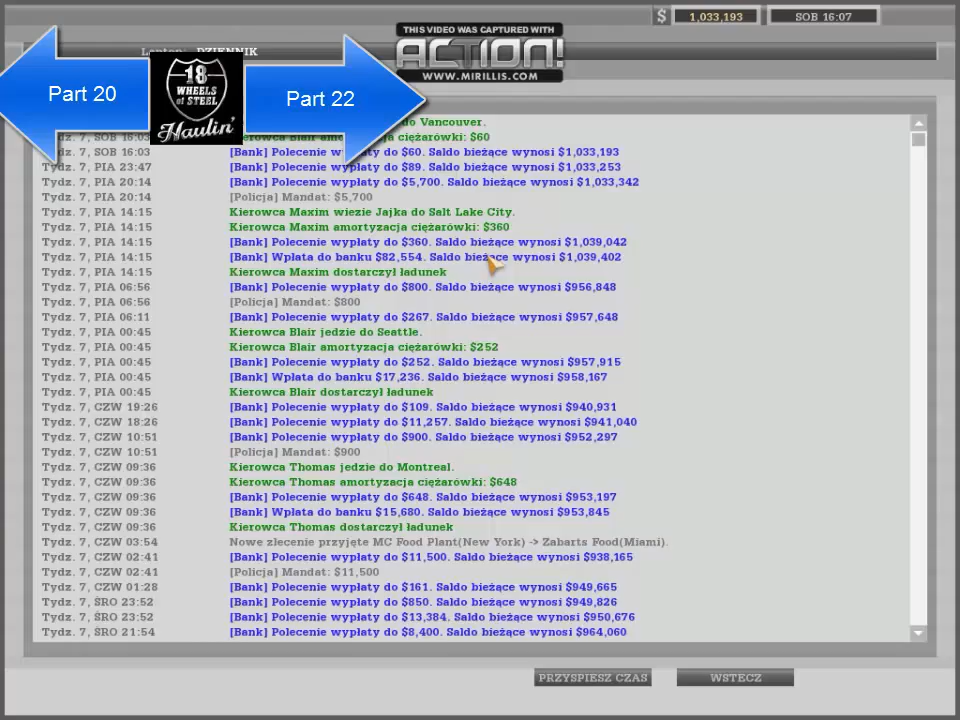 $ 1,033,193 SOB 16:07
THIS VIDEO WAS CAPTURED WITH
ACTION!
WWW.MIRILLIS.COM
Laptop: DZIENNIK
Part 20
18 WHEELS of STEEL
Haulin'
Part 22
do Vancouver.
Tydz. 7, SOB 16:03 Kierowca Blair amortyzacja ciężarówki: $60
Tydz. 7, SOB 16:03 [Bank] Polecenie wypłaty do $60. Saldo bieżące wynosi $1,033,193
Tydz. 7, PIA 23:47 [Bank] Polecenie wypłaty do $89. Saldo bieżące wynosi $1,033,253
Tydz. 7, PIA 20:14 [Bank] Polecenie wypłaty do $5,700. Saldo bieżące wynosi $1,033,342
Tydz. 7, PIA 20:14 [Policja] Mandat: $5,700
Tydz. 7, PIA 14:15 Kierowca Maxim wiezie Jajka do Salt Lake City.
Tydz. 7, PIA 14:15 Kierowca Maxim amortyzacja ciężarówki: $360
Tydz. 7, PIA 14:15 [Bank] Polecenie wypłaty do $360. Saldo bieżące wynosi $1,039,042
Tydz. 7, PIA 14:15 [Bank] Wpłata do banku $82,554. Saldo bieżące wynosi $1,039,402
Tydz. 7, PIA 14:15 Kierowca Maxim dostarczył ładunek
Tydz. 7, PIA 06:56 [Bank] Polecenie wypłaty do $800. Saldo bieżące wynosi $956,848
Tydz. 7, PIA 06:56 [Policja] Mandat: $800
Tydz. 7, PIA 06:11 [Bank] Polecenie wypłaty do $267. Saldo bieżące wynosi $957,648
Tydz. 7, PIA 00:45 Kierowca Blair jedzie do Seattle.
Tydz. 7, PIA 00:45 Kierowca Blair amortyzacja ciężarówki: $252
Tydz. 7, PIA 00:45 [Bank] Polecenie wypłaty do $252. Saldo bieżące wynosi $957,915
Tydz. 7, PIA 00:45 [Bank] Wpłata do banku $17,236. Saldo bieżące wynosi $958,167
Tydz. 7, PIA 00:45 Kierowca Blair dostarczył ładunek
Tydz. 7, CZW 19:26 [Bank] Polecenie wypłaty do $109. Saldo bieżące wynosi $940,931
Tydz. 7, CZW 18:26 [Bank] Polecenie wypłaty do $11,257. Saldo bieżące wynosi $941,040
Tydz. 7, CZW 10:51 [Bank] Polecenie wypłaty do $900. Saldo bieżące wynosi $952,297
Tydz. 7, CZW 10:51 [Policja] Mandat: $900
Tydz. 7, CZW 09:36 Kierowca Thomas jedzie do Montreal.
Tydz. 7, CZW 09:36 Kierowca Thomas amortyzacja ciężarówki: $648
Tydz. 7, CZW 09:36 [Bank] Polecenie wypłaty do $648. Saldo bieżące wynosi $953,197
Tydz. 7, CZW 09:36 [Bank] Wpłata do banku $15,680. Saldo bieżące wynosi $953,845
Tydz. 7, CZW 09:36 Kierowca Thomas dostarczył ładunek
Tydz. 7, CZW 03:54 Nowe zlecenie przyjęte MC Food Plant(New York) -> Zabarts Food(Miami).
Tydz. 7, CZW 02:41 [Bank] Polecenie wypłaty do $11,500. Saldo bieżące wynosi $938,165
Tydz. 7, CZW 02:41 [Policja] Mandat: $11,500
Tydz. 7, CZW 01:28 [Bank] Polecenie wypłaty do $161. Saldo bieżące wynosi $949,665
Tydz. 7, ŚRO 23:52 [Bank] Polecenie wypłaty do $850. Saldo bieżące wynosi $949,826
Tydz. 7, ŚRO 23:52 [Bank] Polecenie wypłaty do $13,384. Saldo bieżące wynosi $950,676
Tydz. 7, ŚRO 21:54 [Bank] Polecenie wypłaty do $8,400. Saldo bieżące wynosi $964,060
PRZYSPIESZ CZAS WSTECZ